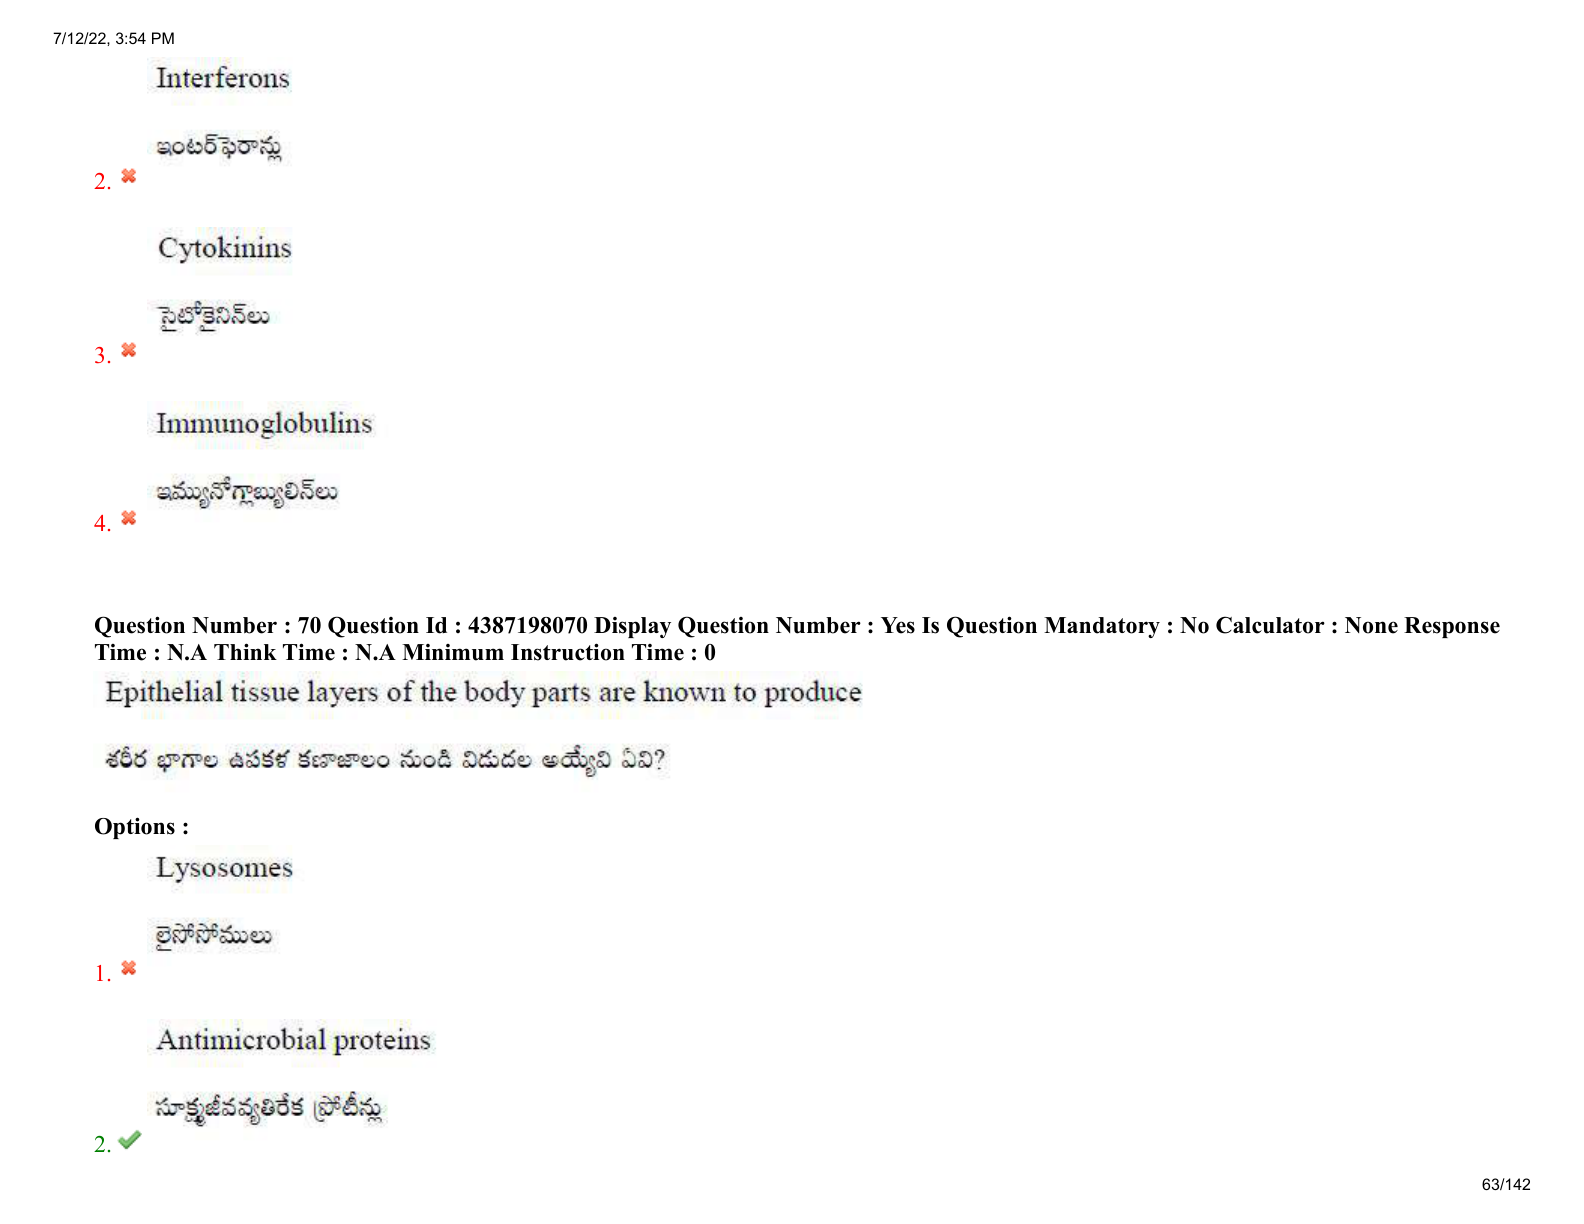 7/12/22, 3:54 PM
Interferons
ఇంటర్‌ఫెరాన్లు
2.
Cytokinins
సైటోకైనిన్‌లు
3.
Immunoglobulins
ఇమ్యునోగ్లాబ్యులిన్‌లు
4.
Question Number : 70 Question Id : 4387198070 Display Question Number : Yes Is Question Mandatory : No Calculator : None Response
Time : N.A Think Time : N.A Minimum Instruction Time : 0
Epithelial tissue layers of the body parts are known to produce
శరీర భాగాల ఉపకళ కణాజాలం నుండి విడుదల అయ్యేవి ఏవి?
Options :
Lysosomes
లైసోసోములు
1.
Antimicrobial proteins
సూక్ష్మజీవవ్యతిరేక ప్రోటీన్లు
2.
63/142